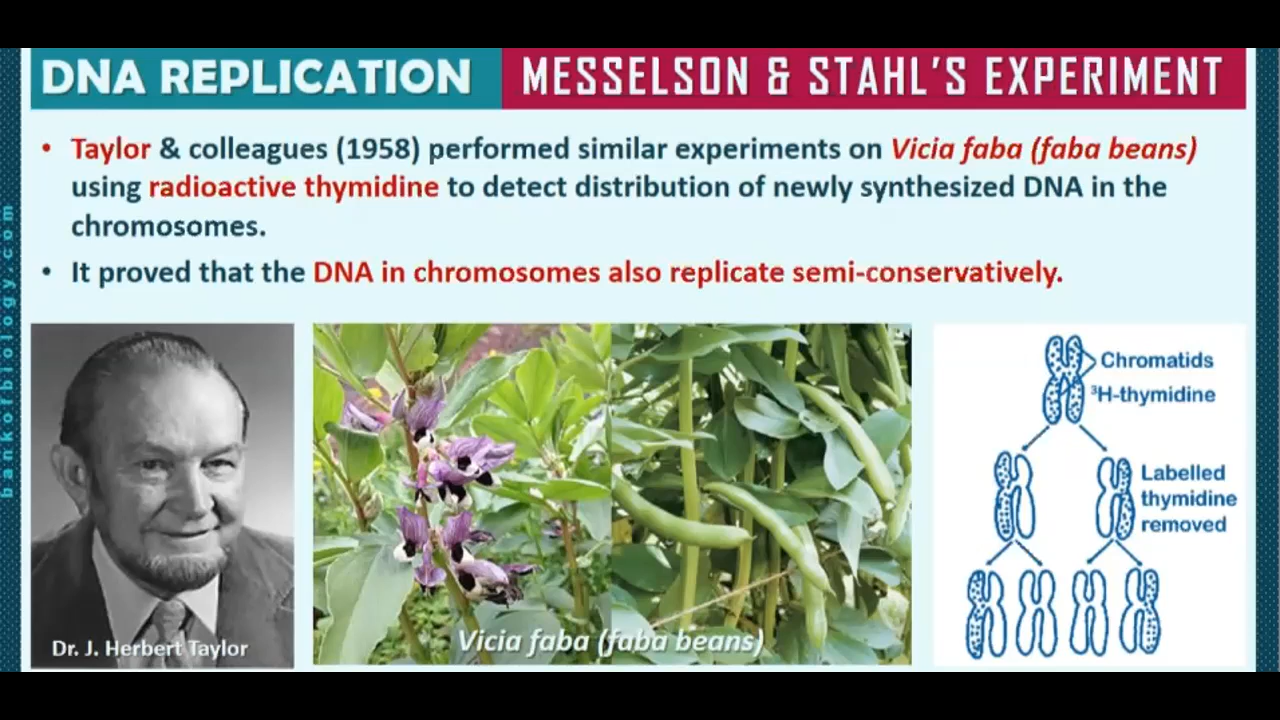 DNA REPLICATION
MESSELSON & STAHL'S EXPERIMENT
• Taylor & colleagues (1958) performed similar experiments on Vicia faba (faba beans)
using radioactive thymidine to detect distribution of newly synthesized DNA in the
chromosomes.
• It proved that the DNA in chromosomes also replicate semi-conservatively.
bankofbiology.com
Dr. J. Herbert Taylor
Vicia faba (faba beans)
Chromatids
³H-thymidine
Labelled
thymidine
removed